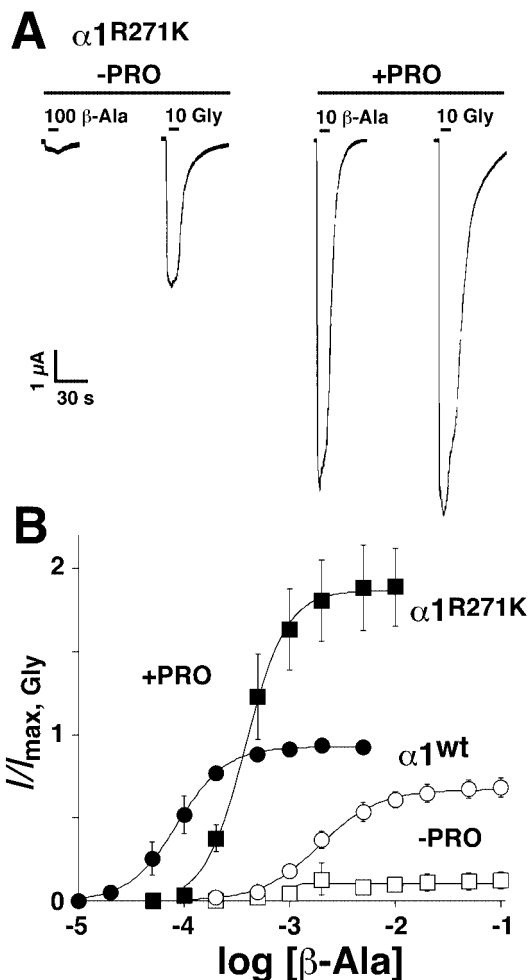 A α1R271K
-PRO +PRO
100 β-Ala 10 Gly 10 β-Ala 10 Gly
1 μA
30 s
B
2
α1R271K
+PRO
I/Imax, Gly
1
α1wt
-PRO
0
-5 -4 -3 -2 -1
log [β-Ala]